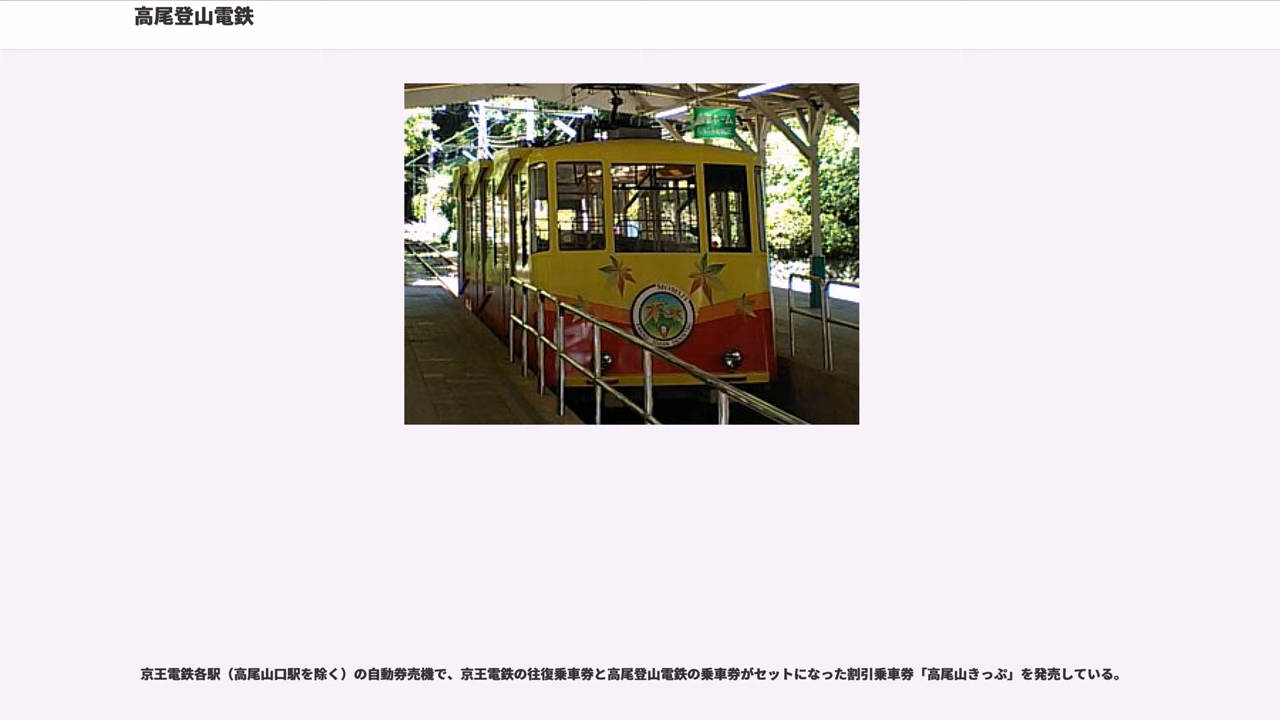 高尾登山電鉄
MOMIJI
京王電鉄各駅（高尾山口駅を除く）の自動券売機で、京王電鉄の往復乗車券と高尾登山電鉄の乗車券がセットになった割引乗車券「高尾山きっぷ」を発売している。